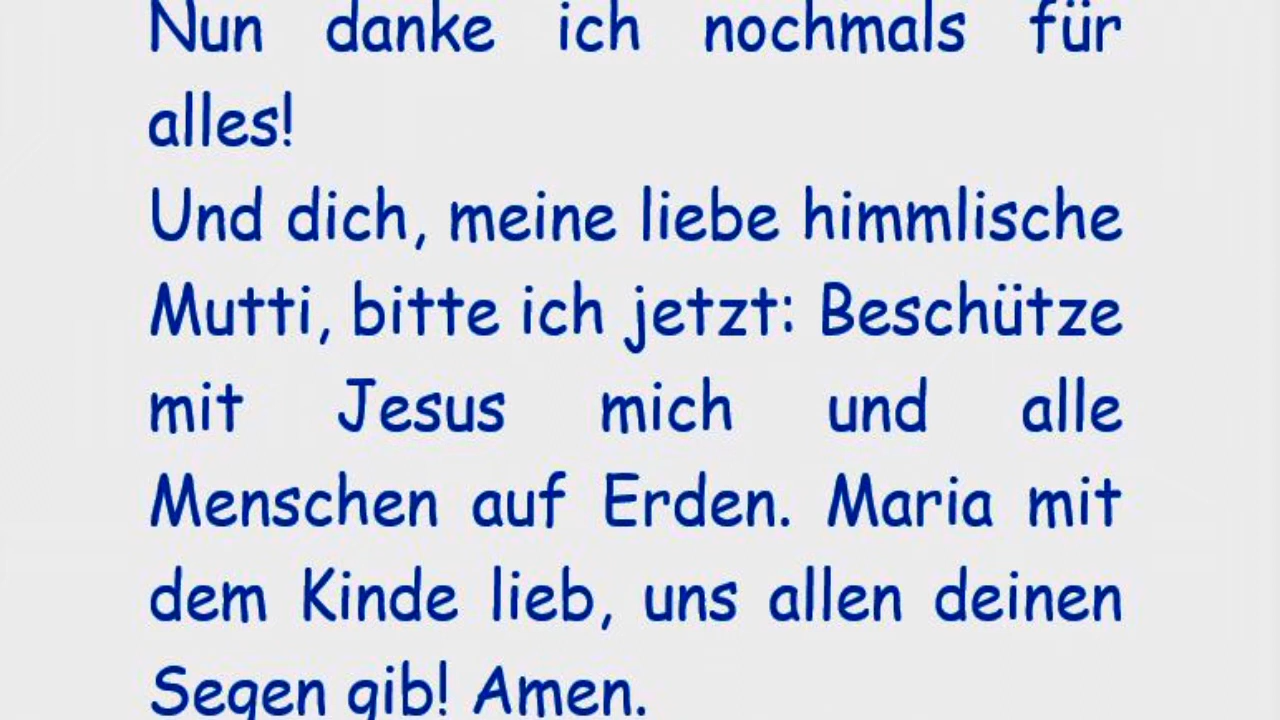 Nun danke ich nochmals für
alles!
Und dich, meine liebe himmlische
Mutti, bitte ich jetzt: Beschütze
mit Jesus mich und alle
Menschen auf Erden. Maria mit
dem Kinde lieb, uns allen deinen
Segen gib! Amen.